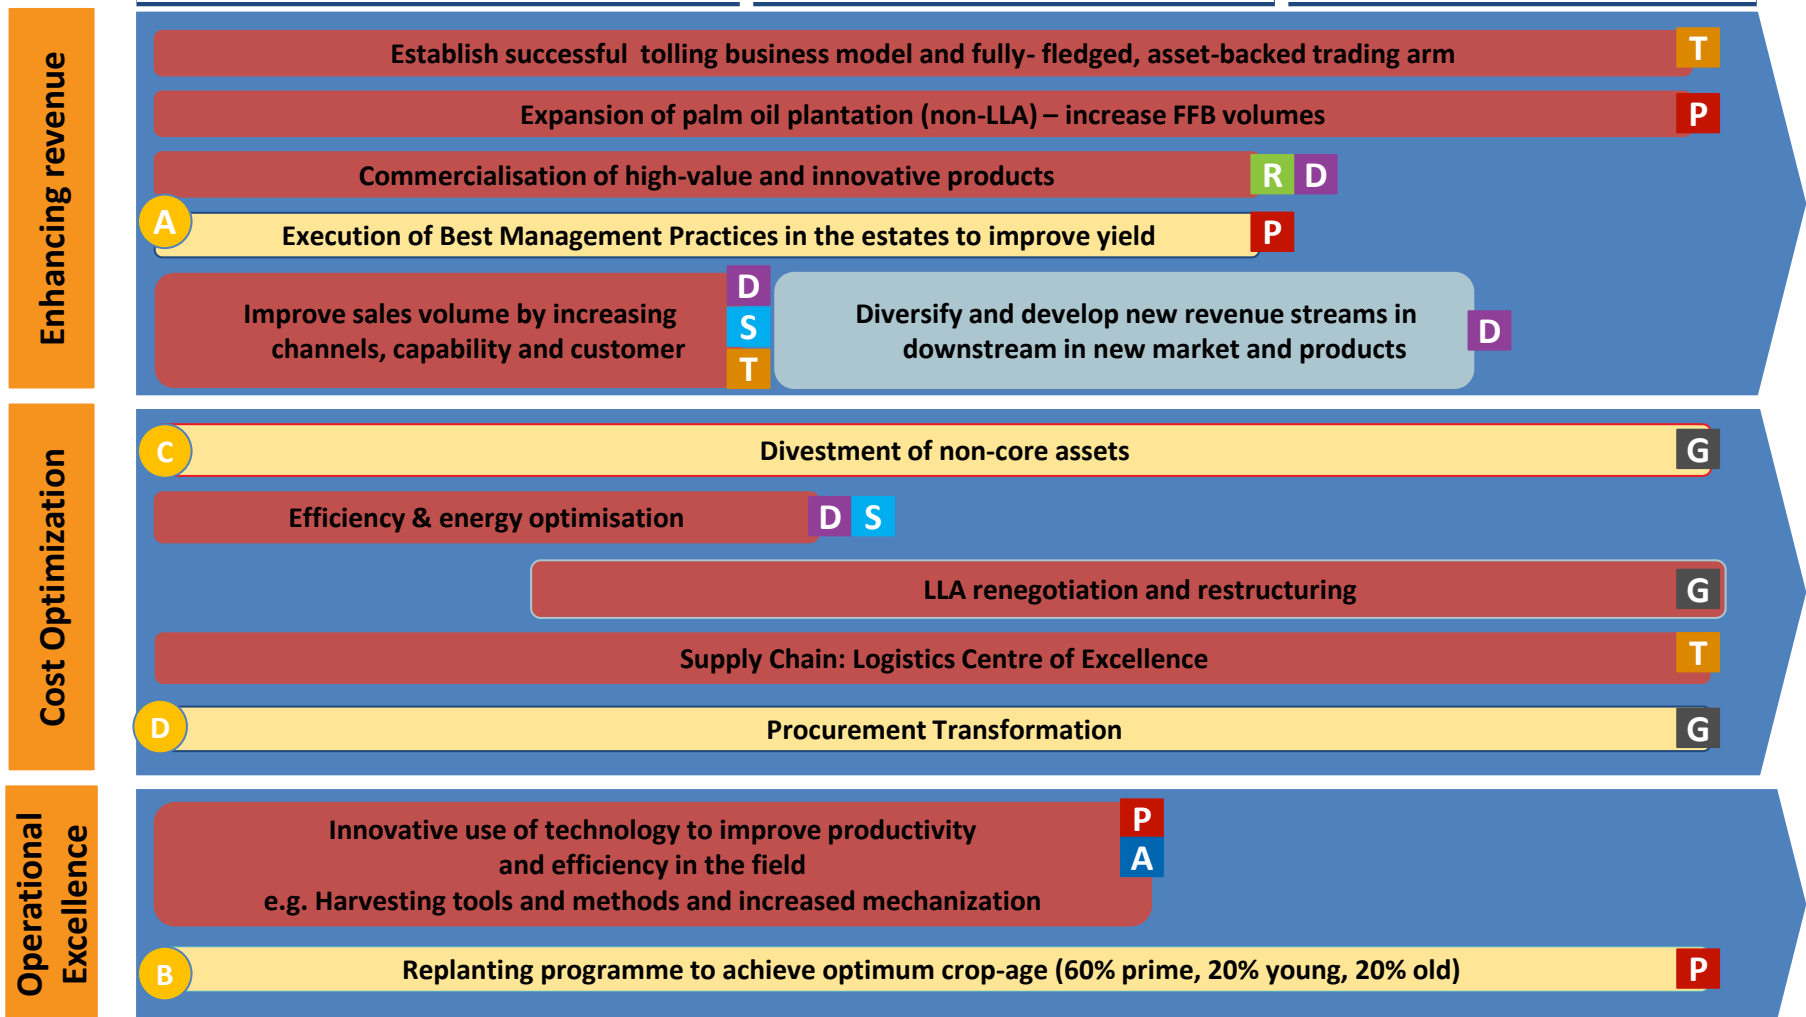 Enhancing revenue
Establish successful tolling business model and fully- fledged, asset-backed trading arm
T
Expansion of palm oil plantation (non-LLA) – increase FFB volumes
P
Commercialisation of high-value and innovative products
R D
A
Execution of Best Management Practices in the estates to improve yield
P
Improve sales volume by increasing
channels, capability and customer
D
S
T
Diversify and develop new revenue streams in
downstream in new market and products
D
Cost Optimization
C
Divestment of non-core assets
G
Efficiency & energy optimisation
D S
LLA renegotiation and restructuring
G
Supply Chain: Logistics Centre of Excellence
T
D
Procurement Transformation
G
Operational
Excellence
Innovative use of technology to improve productivity
and efficiency in the field
e.g. Harvesting tools and methods and increased mechanization
P
A
B
Replanting programme to achieve optimum crop-age (60% prime, 20% young, 20% old)
P